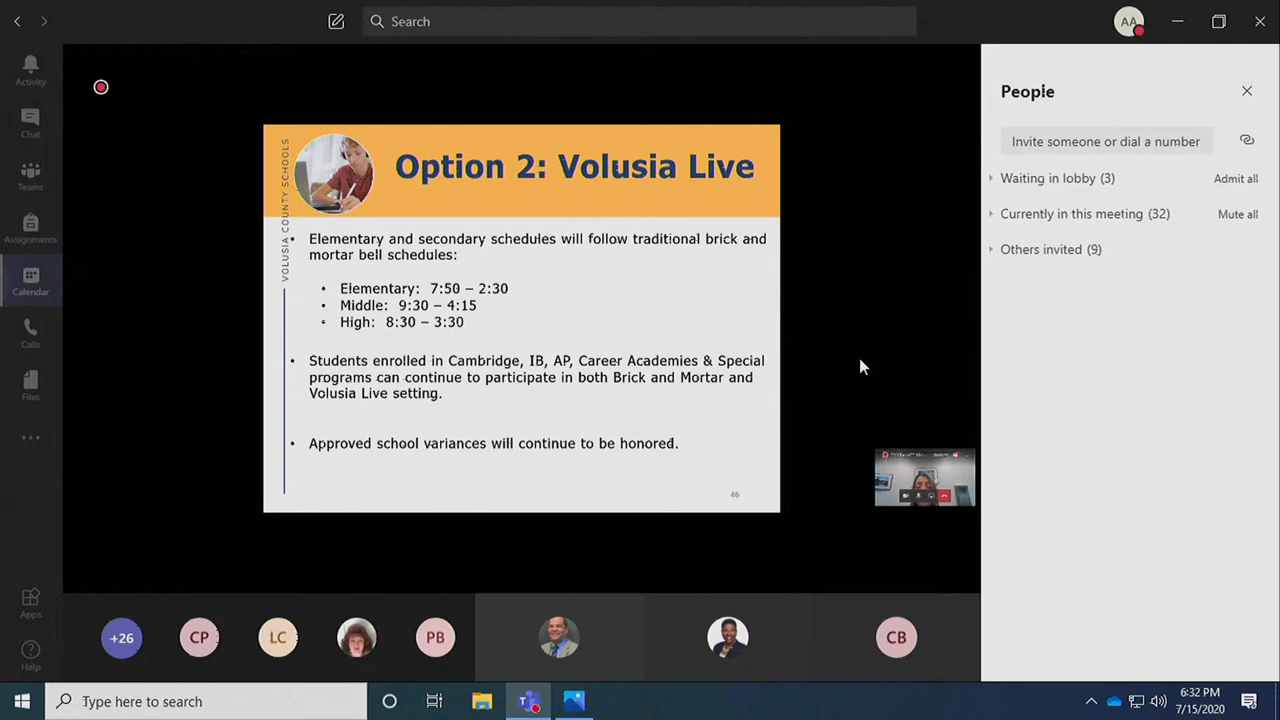 Search
AA
Activity
Chat
Teams
Assignments
Calendar
Calls
Files
Apps
Help
VOLUSIA COUNTY SCHOOLS
Option 2: Volusia Live
• Elementary and secondary schedules will follow traditional brick and
mortar bell schedules:
• Elementary: 7:50 – 2:30
• Middle: 9:30 – 4:15
• High: 8:30 – 3:30
• Students enrolled in Cambridge, IB, AP, Career Academies & Special
programs can continue to participate in both Brick and Mortar and
Volusia Live setting.
• Approved school variances will continue to be honored.
46
People
Invite someone or dial a number
Waiting in lobby (3)
Admit all
Currently in this meeting (32)
Mute all
Others invited (9)
+26
CP
LC
PB
CB
Type here to search
6:32 PM
7/15/2020